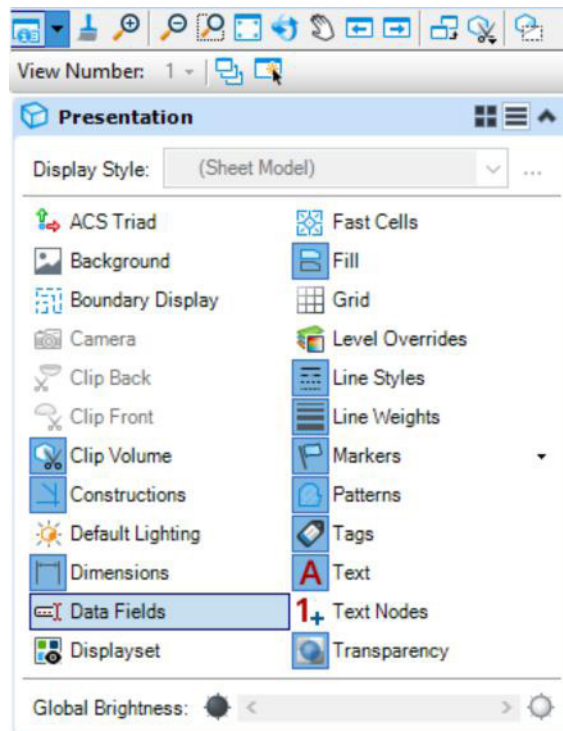 View Number: 1
Presentation
Display Style: (Sheet Model) ...
ACS Triad
Background
Boundary Display
Camera
Clip Back
Clip Front
Clip Volume
Constructions
Default Lighting
Dimensions
Data Fields
Displayset
Fast Cells
Fill
Grid
Level Overrides
Line Styles
Line Weights
Markers
Patterns
Tags
A Text
1+ Text Nodes
Transparency
Global Brightness: